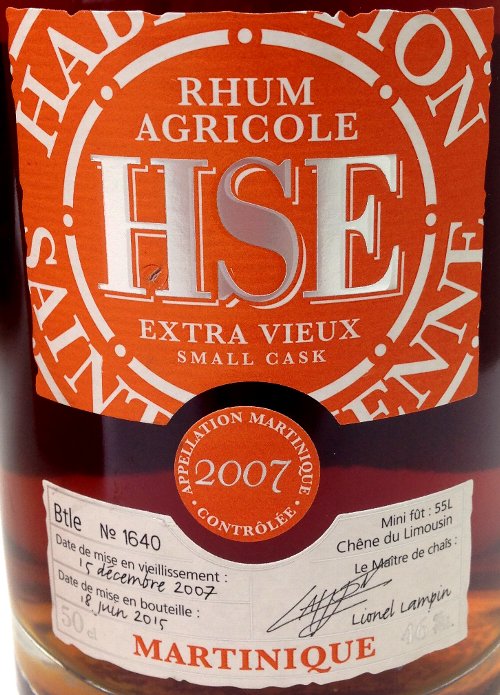 HABITATION
RHUM
AGRICOLE
HSE
EXTRA VIEUX
SMALL CASK
SAINT ENNE
APPELLATION MARTINIQUE
2007
• CONTRÔLÉE •
Btle № 1640
Date de mise en vieillissement :
15 décembre 2007
Date de mise en bouteille :
18 juin 2015
50 cl
Mini fût : 55L
Chêne du Limousin
Le Maître de chaîs :
Lionel Lampin
MARTINIQUE